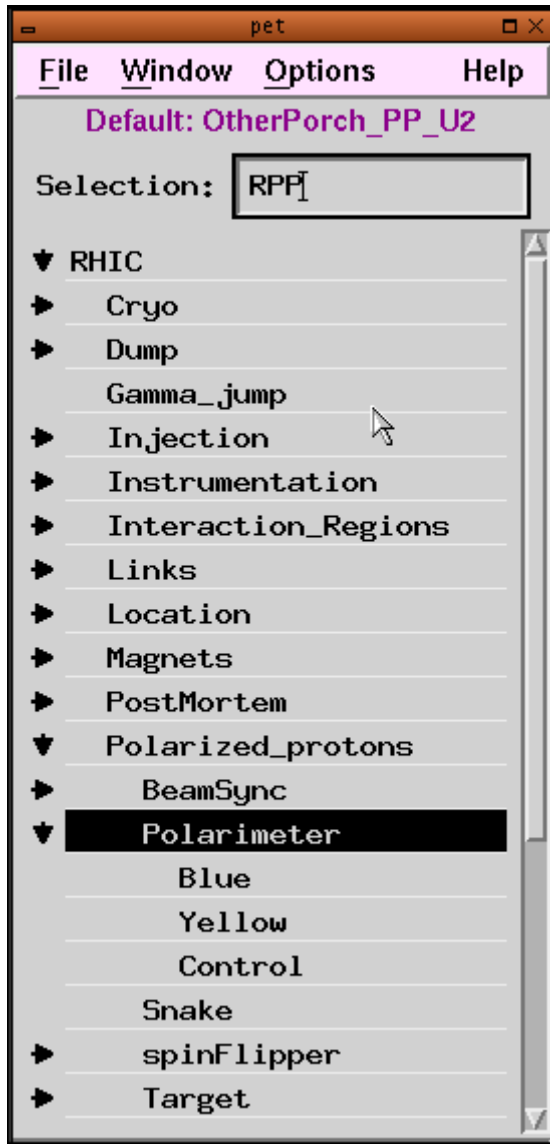 pet
File Window Options Help
Default: OtherPorch_PP_U2
Selection: RPP
RHIC
Cryo
Dump
Gamma_jump
Injection
Instrumentation
Interaction_Regions
Links
Location
Magnets
PostMortem
Polarized_protons
BeamSync
Polarimeter
Blue
Yellow
Control
Snake
spinFlipper
Target